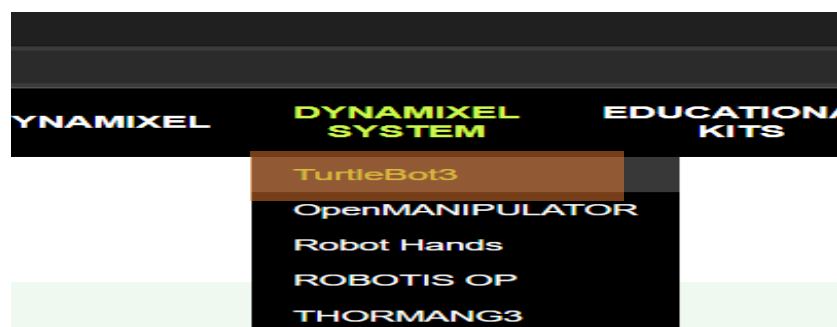 YNAMIXEL
DYNAMIXEL
SYSTEM
EDUCATIONA
KITS
TurtleBot3
OpenMANIPULATOR
Robot Hands
ROBOTIS OP
THORMANG3